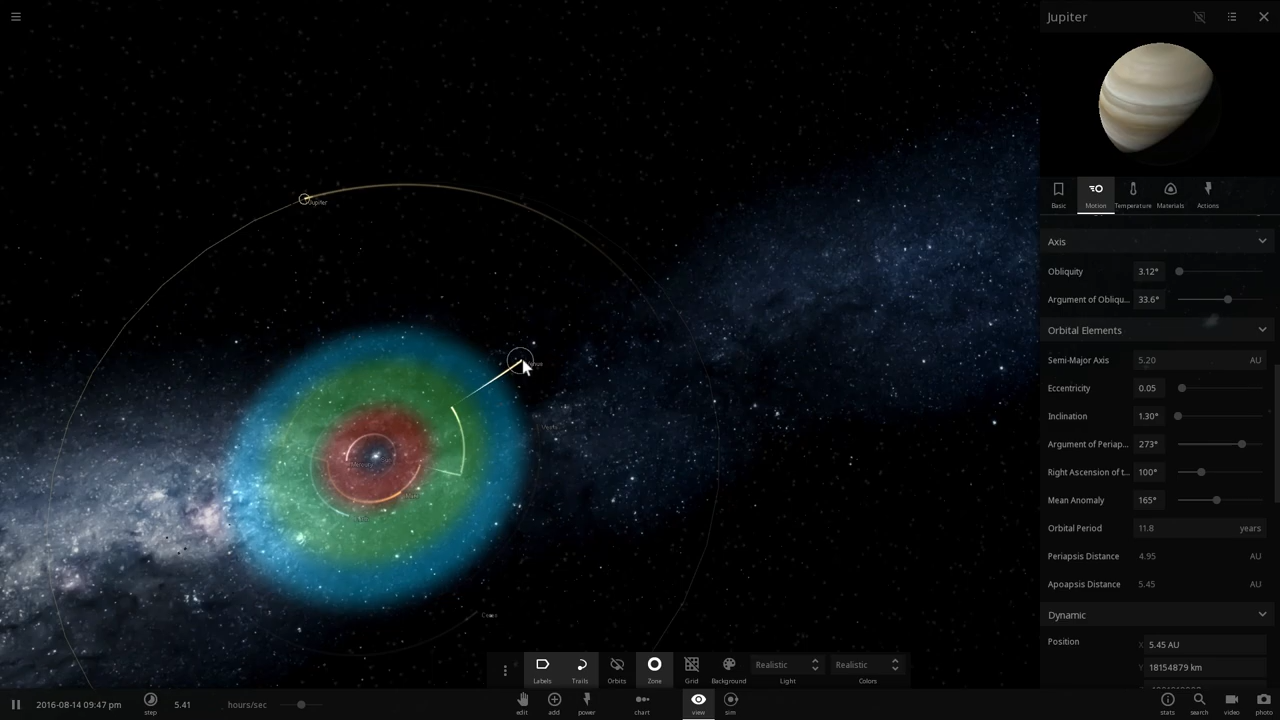 Jupiter
Basic
Motion
Temperature
Materials
Actions
Axis
Obliquity
3.12°
Argument of Obliqu...
33.6°
Orbital Elements
Semi-Major Axis
5.20
AU
Eccentricity
0.05
Inclination
1.30°
Argument of Periap...
273°
Right Ascension of t...
100°
Mean Anomaly
165°
Orbital Period
11.8
years
Periapsis Distance
4.95
AU
Apoapsis Distance
5.45
AU
Dynamic
Position
X
5.45 AU
Y
18154879 km
Jupiter
Labels
Trails
Orbits
Zone
Grid
Background
Realistic
Light
Realistic
Colors
2016-08-14 09:47 pm
step
5.41
hours/sec
edit
add
power
chart
view
sim
stats
search
video
photo